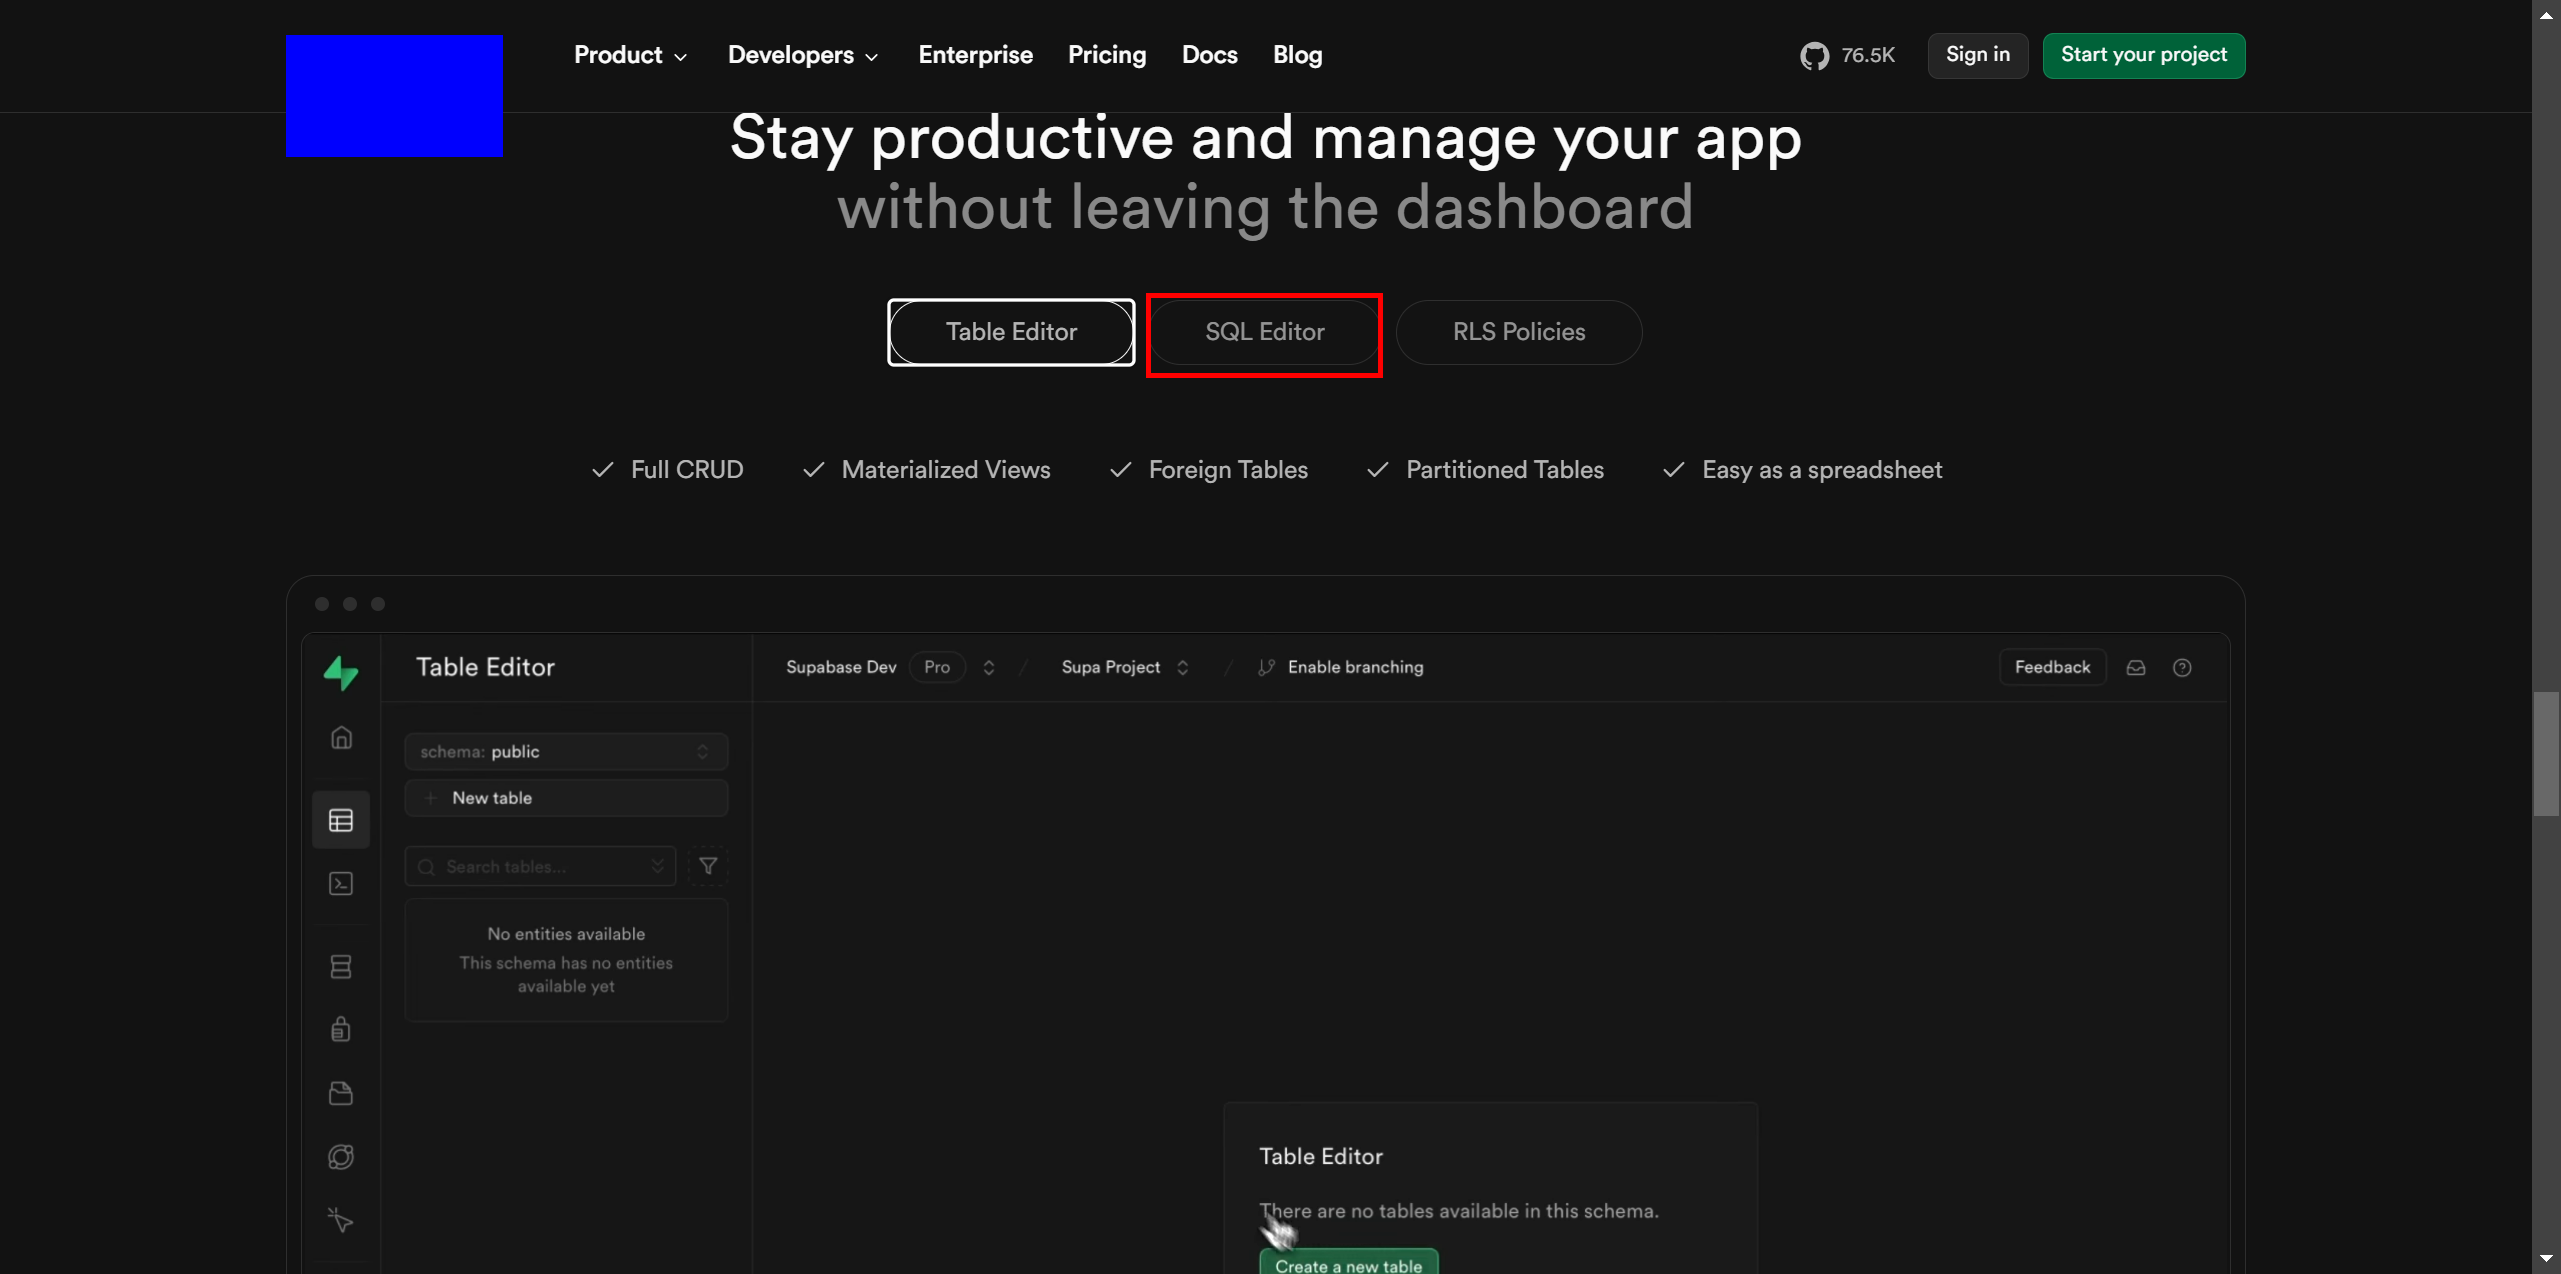 Product
Developers
Enterprise
Pricing
Docs
Blog
76.5K
Sign in
Start your project
Stay productive and manage your app
without leaving the dashboard
Table Editor
SQL Editor
RLS Policies
Full CRUD
Materialized Views
Foreign Tables
Partitioned Tables
Easy as a spreadsheet
Table Editor
Supabase Dev
Pro
/
Supa Project
/
Enable branching
Feedback
schema: public
New table
Search tables...
No entities available
This schema has no entities
available yet
Table Editor
There are no tables available in this schema.
Create a new table